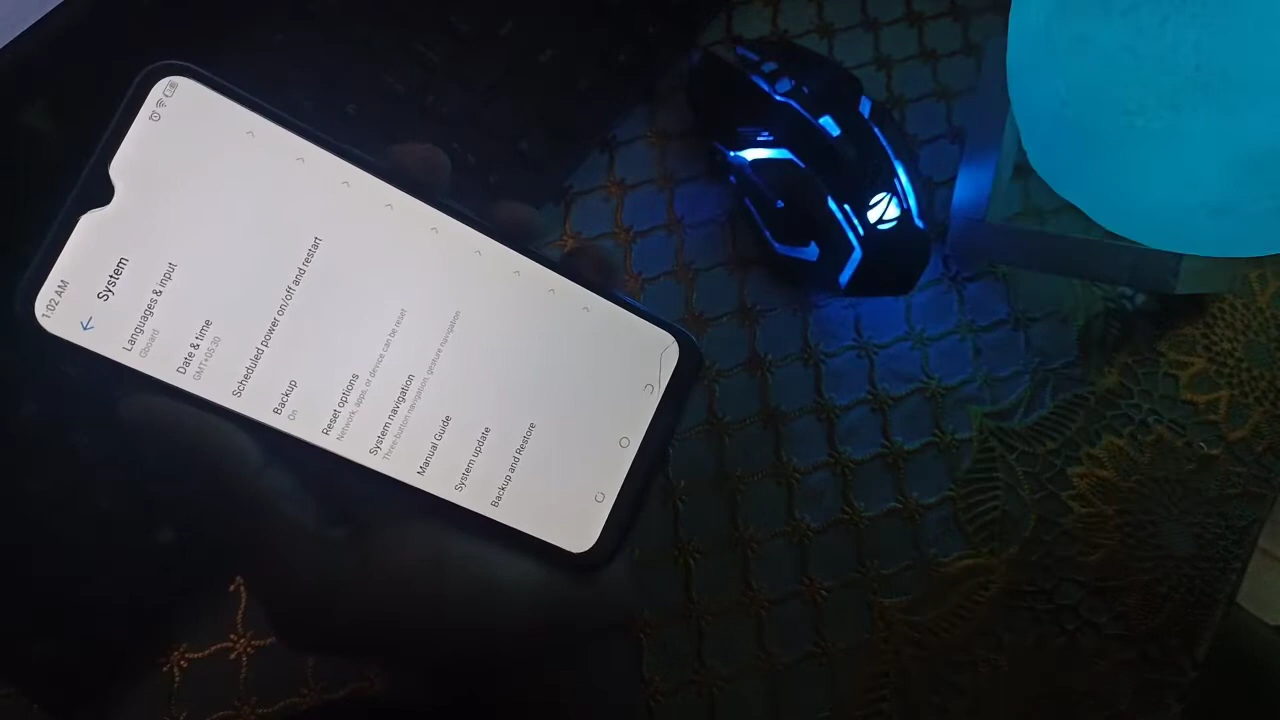 1:02 AM
System
Languages & input
Gboard
Date & time
GMT+05:30
Scheduled power on/off and restart
Backup
On
Reset options
Network, apps, or device can be reset
System navigation
Three-button navigation, gesture navigation
Manual Guide
System update
Backup and Restore